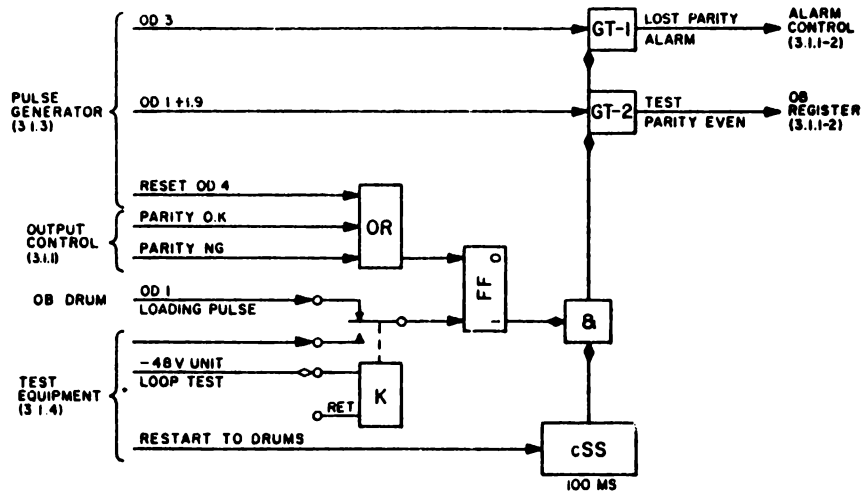 OD 3
GT-1
LOST PARITY
ALARM
ALARM
CONTROL
(3.1.1-2)
PULSE
GENERATOR
(3 1.3)
OD 1 +1.9
GT-2
TEST
PARITY EVEN
OB
REGISTER
(3.1.1-2)
RESET OD 4
OUTPUT
CONTROL
(3.1.1)
PARITY O.K
PARITY NG
OR
FF
0
1
OB DRUM
OD 1
LOADING PULSE
&
TEST
EQUIPMENT
(3 1.4)
-48V UNIT
LOOP TEST
K
RET
RESTART TO DRUMS
cSS
100 MS